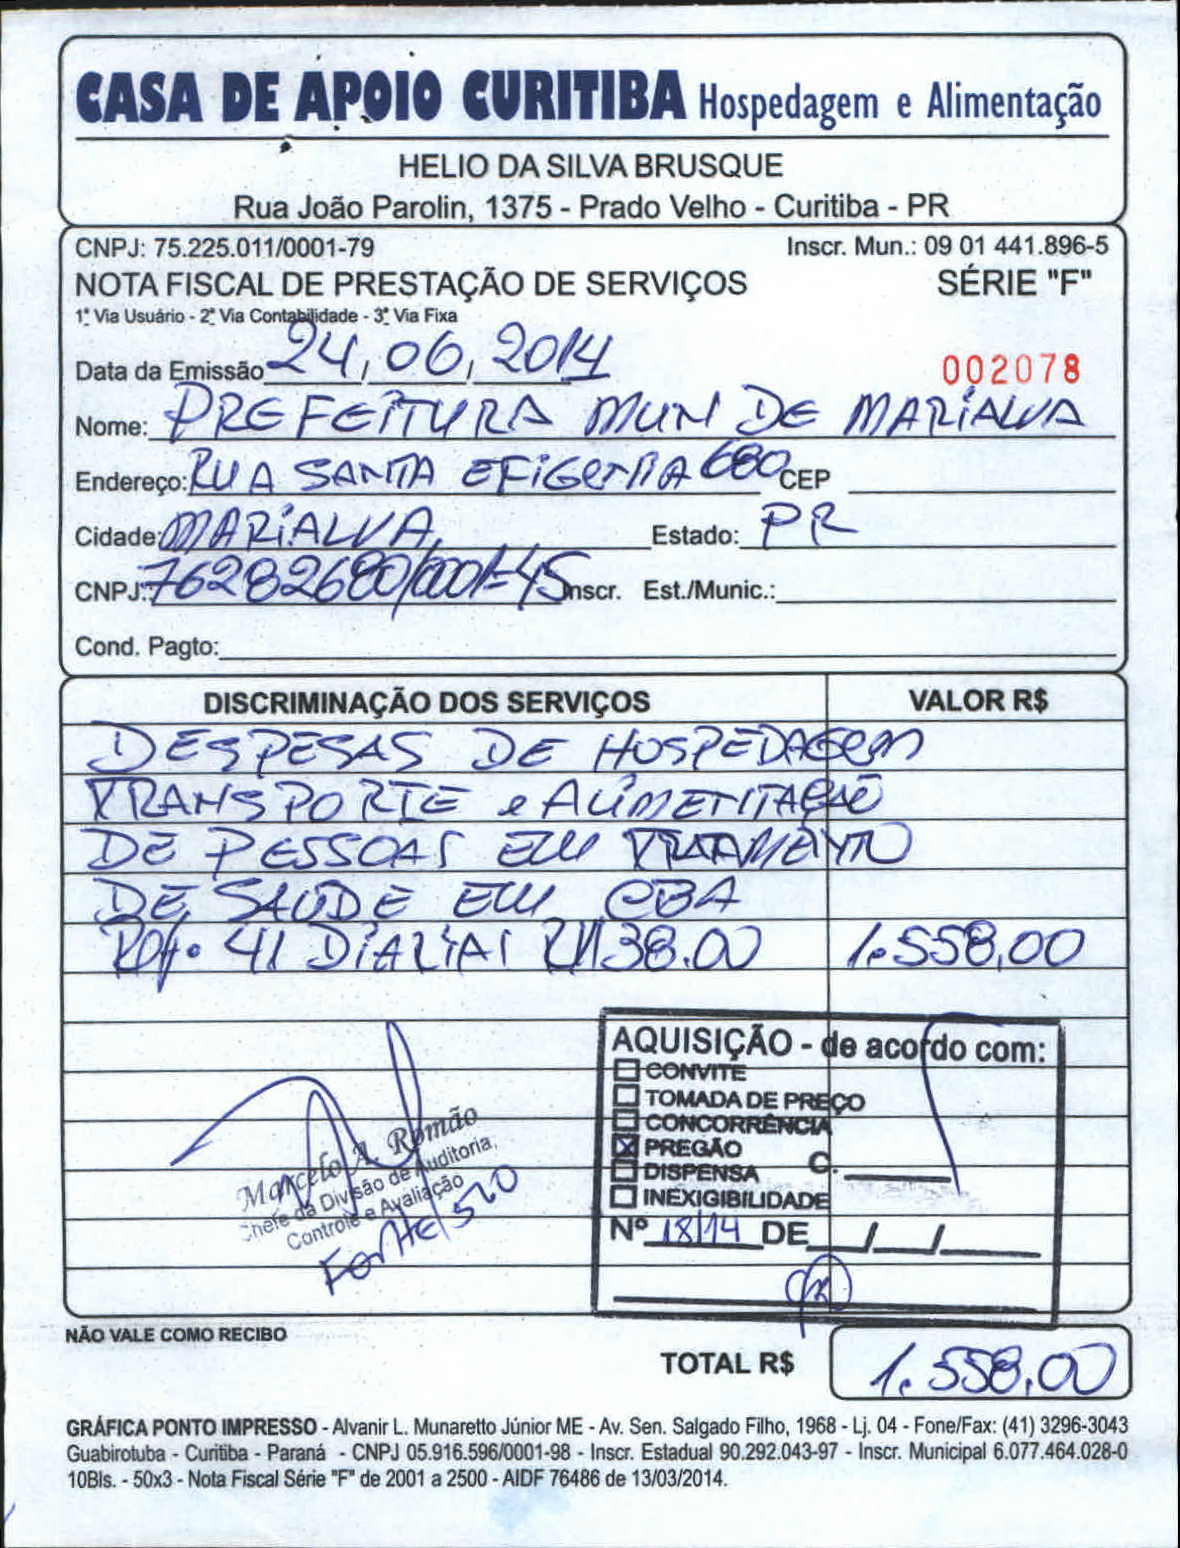 CASA DE APOIO CURITIBA Hospedagem e Alimentação
HELIO DA SILVA BRUSQUE
Rua João Parolin, 1375 - Prado Velho - Curitiba - PR
CNPJ: 75.225.011/0001-79 Inscr. Mun.: 09 01 441.896-5
NOTA FISCAL DE PRESTAÇÃO DE SERVIÇOS SÉRIE "F"
1ª Via Usuário - 2ª Via Contabilidade - 3ª Via Fixa
Data da Emissão 24, 06, 2014 002078
Nome: PREFEITURA MUN DE MARIALVA
Endereço: RUA SANTA EFIGENIA 680 CEP
Cidade: MARIALVA, Estado: PR
CNPJ: 76282680/0001-45 Inscr. Est./Munic.:
Cond. Pagto:
DISCRIMINAÇÃO DOS SERVIÇOS VALOR R$
DESPESAS DE HOSPEDAGEM
TRANSPORTE e ALIMENTAÇÃO
DE PESSOAS EM TRATAMENTO
DE SAUDE EM CBA
Ref. 41 DIARIAS 38.00 1.558,00
AQUISIÇÃO - de acordo com:
CONVITE
TOMADA DE PREÇO
CONCORRÊNCIA
PREGÃO
DISPENSA C.
INEXIGIBILIDADE
Nº 18/14 DE / /
Marcelo A. Romão
Chefe da Divisão de Auditoria,
Controle e Avaliação
Fonte 510
NÃO VALE COMO RECIBO
TOTAL R$ 1.558,00
GRÁFICA PONTO IMPRESSO - Alvanir L. Munaretto Júnior ME - Av. Sen. Salgado Filho, 1968 - Lj. 04 - Fone/Fax: (41) 3296-3043
Guabirotuba - Curitiba - Paraná - CNPJ 05.916.596/0001-98 - Inscr. Estadual 90.292.043-97 - Inscr. Municipal 6.077.464.028-0
10Bls. - 50x3 - Nota Fiscal Série "F" de 2001 a 2500 - AIDF 76486 de 13/03/2014.